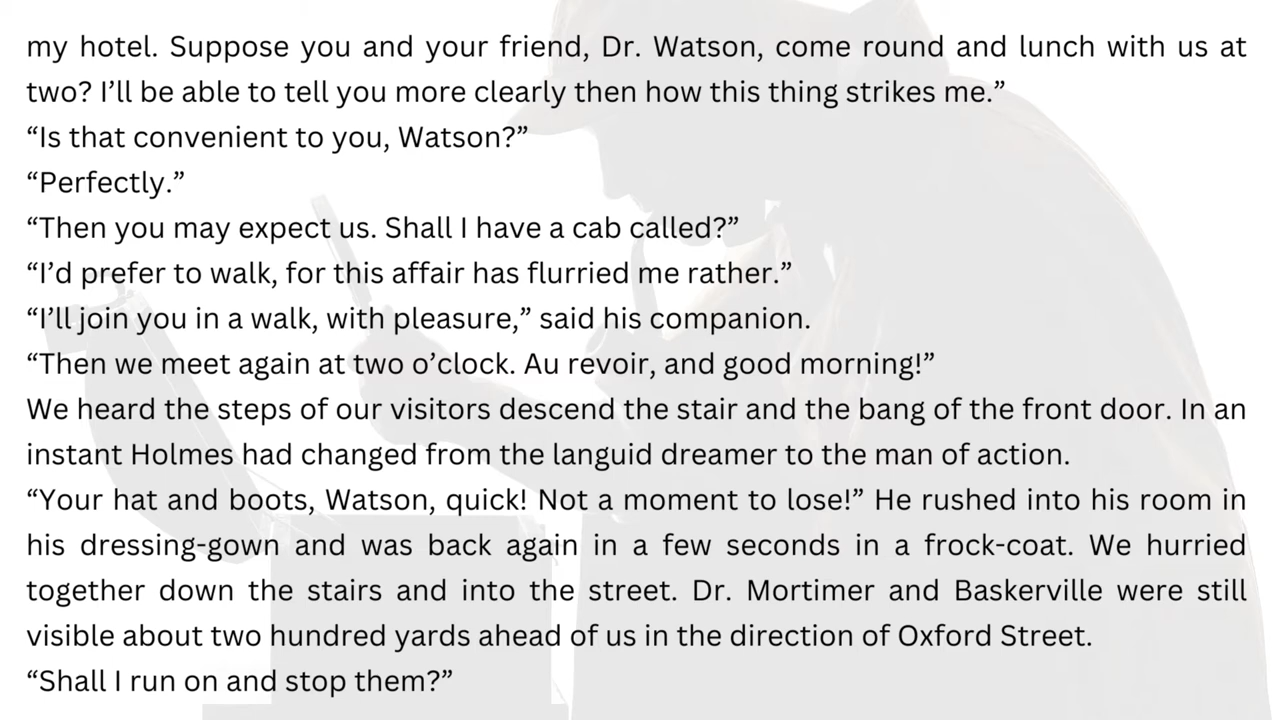 my hotel. Suppose you and your friend, Dr. Watson, come round and lunch with us at
two? I’ll be able to tell you more clearly then how this thing strikes me.”
“Is that convenient to you, Watson?”
“Perfectly.”
“Then you may expect us. Shall I have a cab called?”
“I’d prefer to walk, for this affair has flurried me rather.”
“I’ll join you in a walk, with pleasure,” said his companion.
“Then we meet again at two o’clock. Au revoir, and good morning!”
We heard the steps of our visitors descend the stair and the bang of the front door. In an
instant Holmes had changed from the languid dreamer to the man of action.
“Your hat and boots, Watson, quick! Not a moment to lose!” He rushed into his room in
his dressing-gown and was back again in a few seconds in a frock-coat. We hurried
together down the stairs and into the street. Dr. Mortimer and Baskerville were still
visible about two hundred yards ahead of us in the direction of Oxford Street.
“Shall I run on and stop them?”